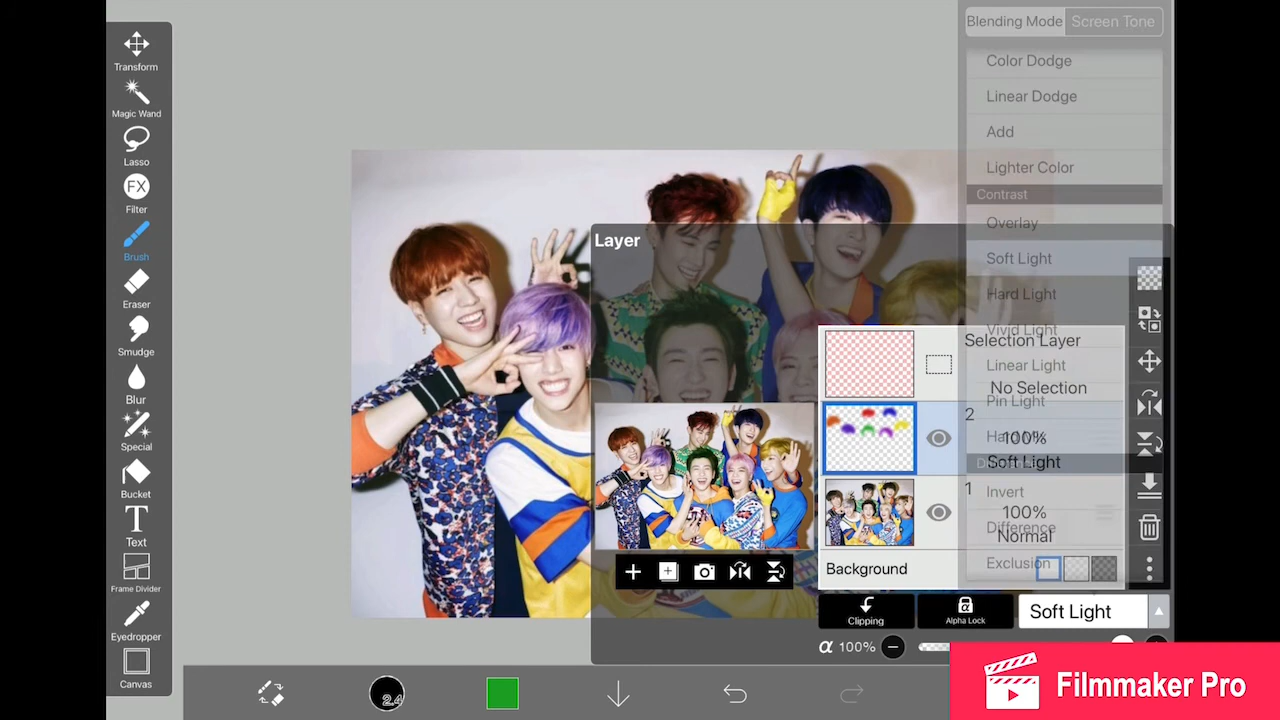 Transform
Magic Wand
Lasso
FX
Filter
Brush
Eraser
Smudge
Blur
Special
Bucket
T
Text
Frame Divider
Eyedropper
Canvas
Blending Mode
Screen Tone
Color Dodge
Linear Dodge
Add
Lighter Color
Contrast
Overlay
Soft Light
Hard Light
Vivid Light
Linear Light
Pin Light
Invert
Difference
Exclusion
Layer
Selection Layer
No Selection
2
100%
Soft Light
1
100%
Normal
Background
Clipping
α
Alpha Lock
Soft Light
α 100%
2.4
Filmmaker Pro